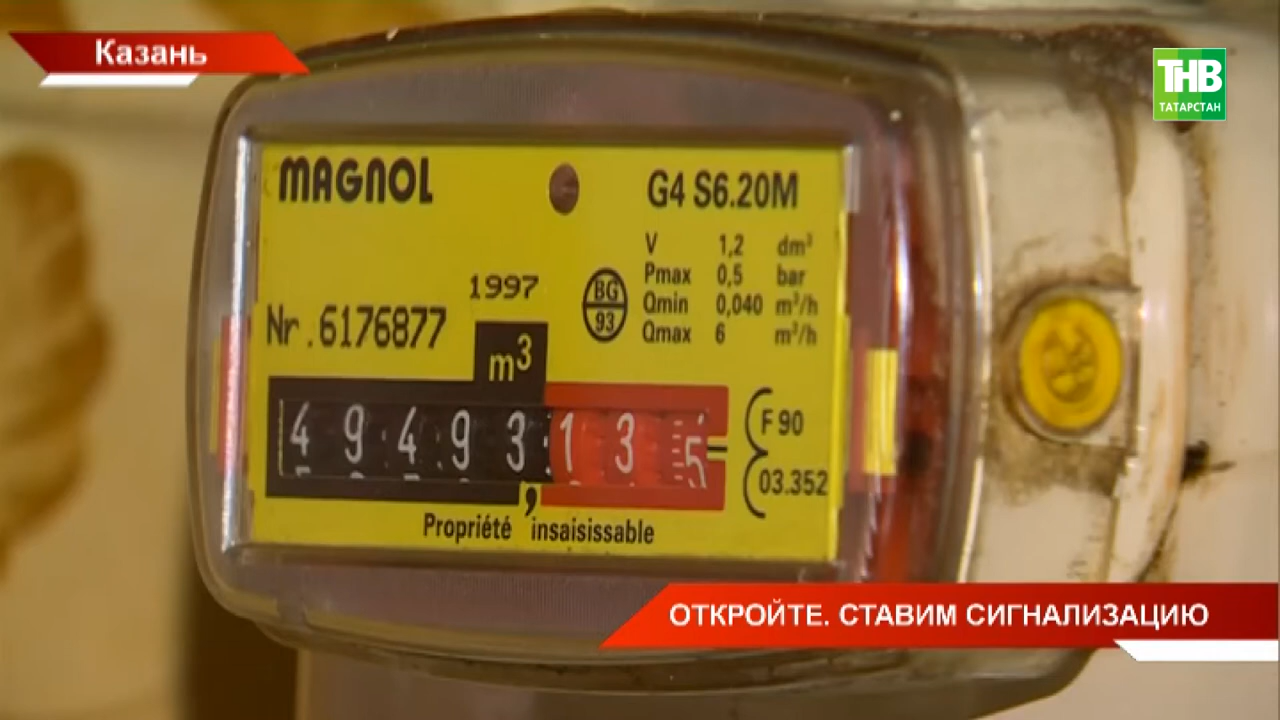 Казань
ТНВ
ТАТАРСТАН
MAGNOL
G4 S6.20M
V 1,2 dm³
Pmax 0,5 bar
Qmin 0,040 m³/h
Qmax 6 m³/h
1997
BG
93
Nr.6176877
m³
4 9 4 9 3 1 3 5
,
F 90
03.352
Propriété insaisissable
ОТКРОЙТЕ. СТАВИМ СИГНАЛИЗАЦИЮ